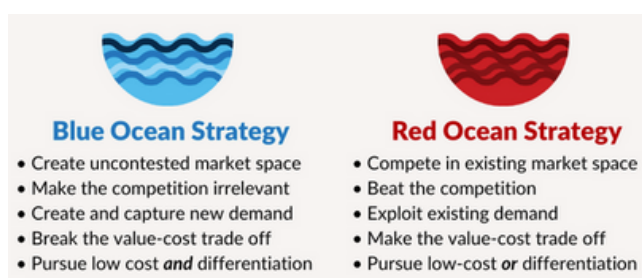 Blue Ocean Strategy
• Create uncontested market space
• Make the competition irrelevant
• Create and capture new demand
• Break the value-cost trade off
• Pursue low cost and differentiation
Red Ocean Strategy
• Compete in existing market space
• Beat the competition
• Exploit existing demand
• Make the value-cost trade off
• Pursue low-cost or differentiation